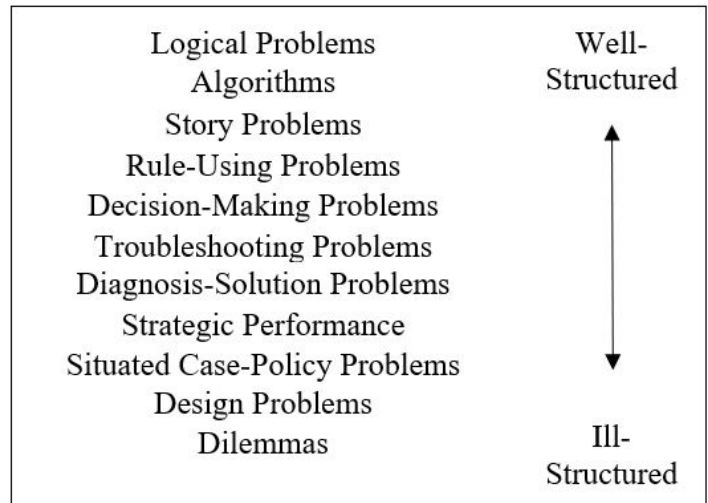 Logical Problems
Algorithms
Story Problems
Rule-Using Problems
Decision-Making Problems
Troubleshooting Problems
Diagnosis-Solution Problems
Strategic Performance
Situated Case-Policy Problems
Design Problems
Dilemmas
Well-
Structured
Ill-
Structured